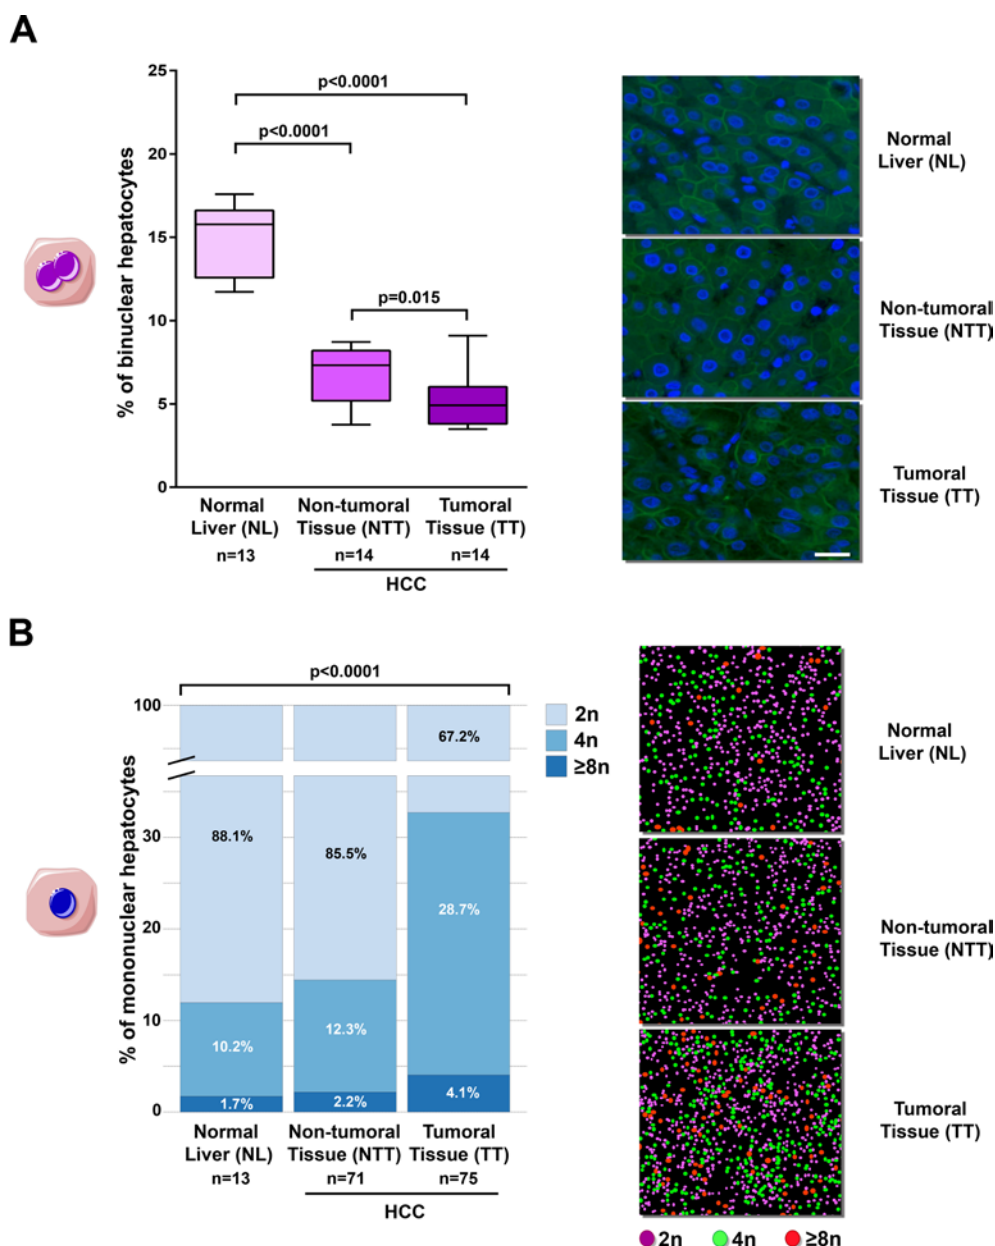 A
25
20
15
10
5
0
% of binuclear hepatocytes
p<0.0001
p<0.0001
p=0.015
Normal
Liver (NL)
n=13
Non-tumoral
Tissue (NTT)
n=14
Tumoral
Tissue (TT)
n=14
HCC
Normal
Liver (NL)
Non-tumoral
Tissue (NTT)
Tumoral
Tissue (TT)
B
p<0.0001
100
30
20
10
0
% of mononuclear hepatocytes
2n
4n
≥8n
88.1%
10.2%
1.7%
85.5%
12.3%
2.2%
67.2%
28.7%
4.1%
Normal
Liver (NL)
n=13
Non-tumoral
Tissue (NTT)
n=71
Tumoral
Tissue (TT)
n=75
HCC
Normal
Liver (NL)
Non-tumoral
Tissue (NTT)
Tumoral
Tissue (TT)
2n 4n ≥8n